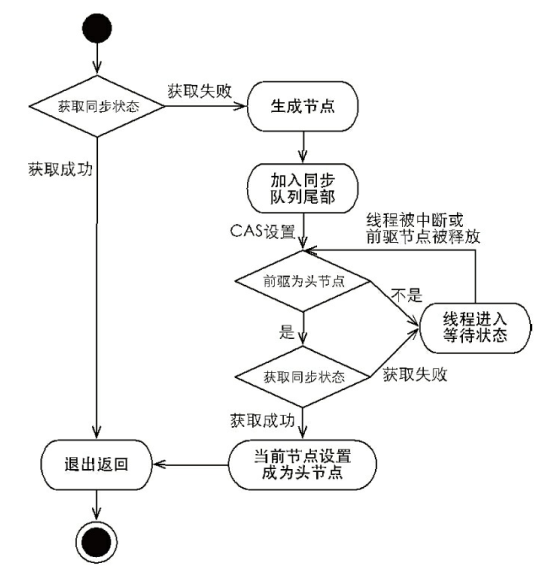 获取同步状态
获取失败
生成节点
获取成功
加入同步
队列尾部
CAS设置
线程被中断或
前驱节点被释放
前驱为头节点
不是
线程进入
等待状态
是
获取同步状态
获取失败
获取成功
退出返回
当前节点设置
成为头节点